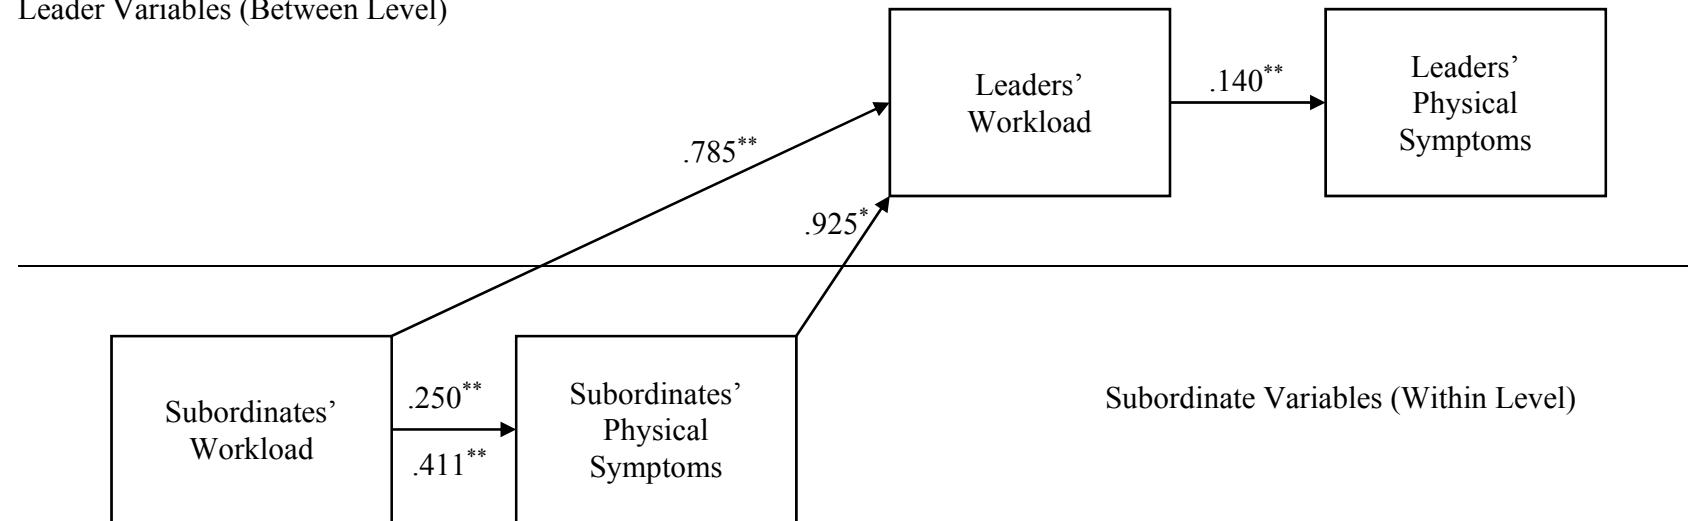 Leader Variables (Between Level)
Leaders’
Workload
.140**
Leaders’
Physical
Symptoms
.785**
.925*
Subordinates’
Workload
.250**
.411**
Subordinates’
Physical
Symptoms
Subordinate Variables (Within Level)